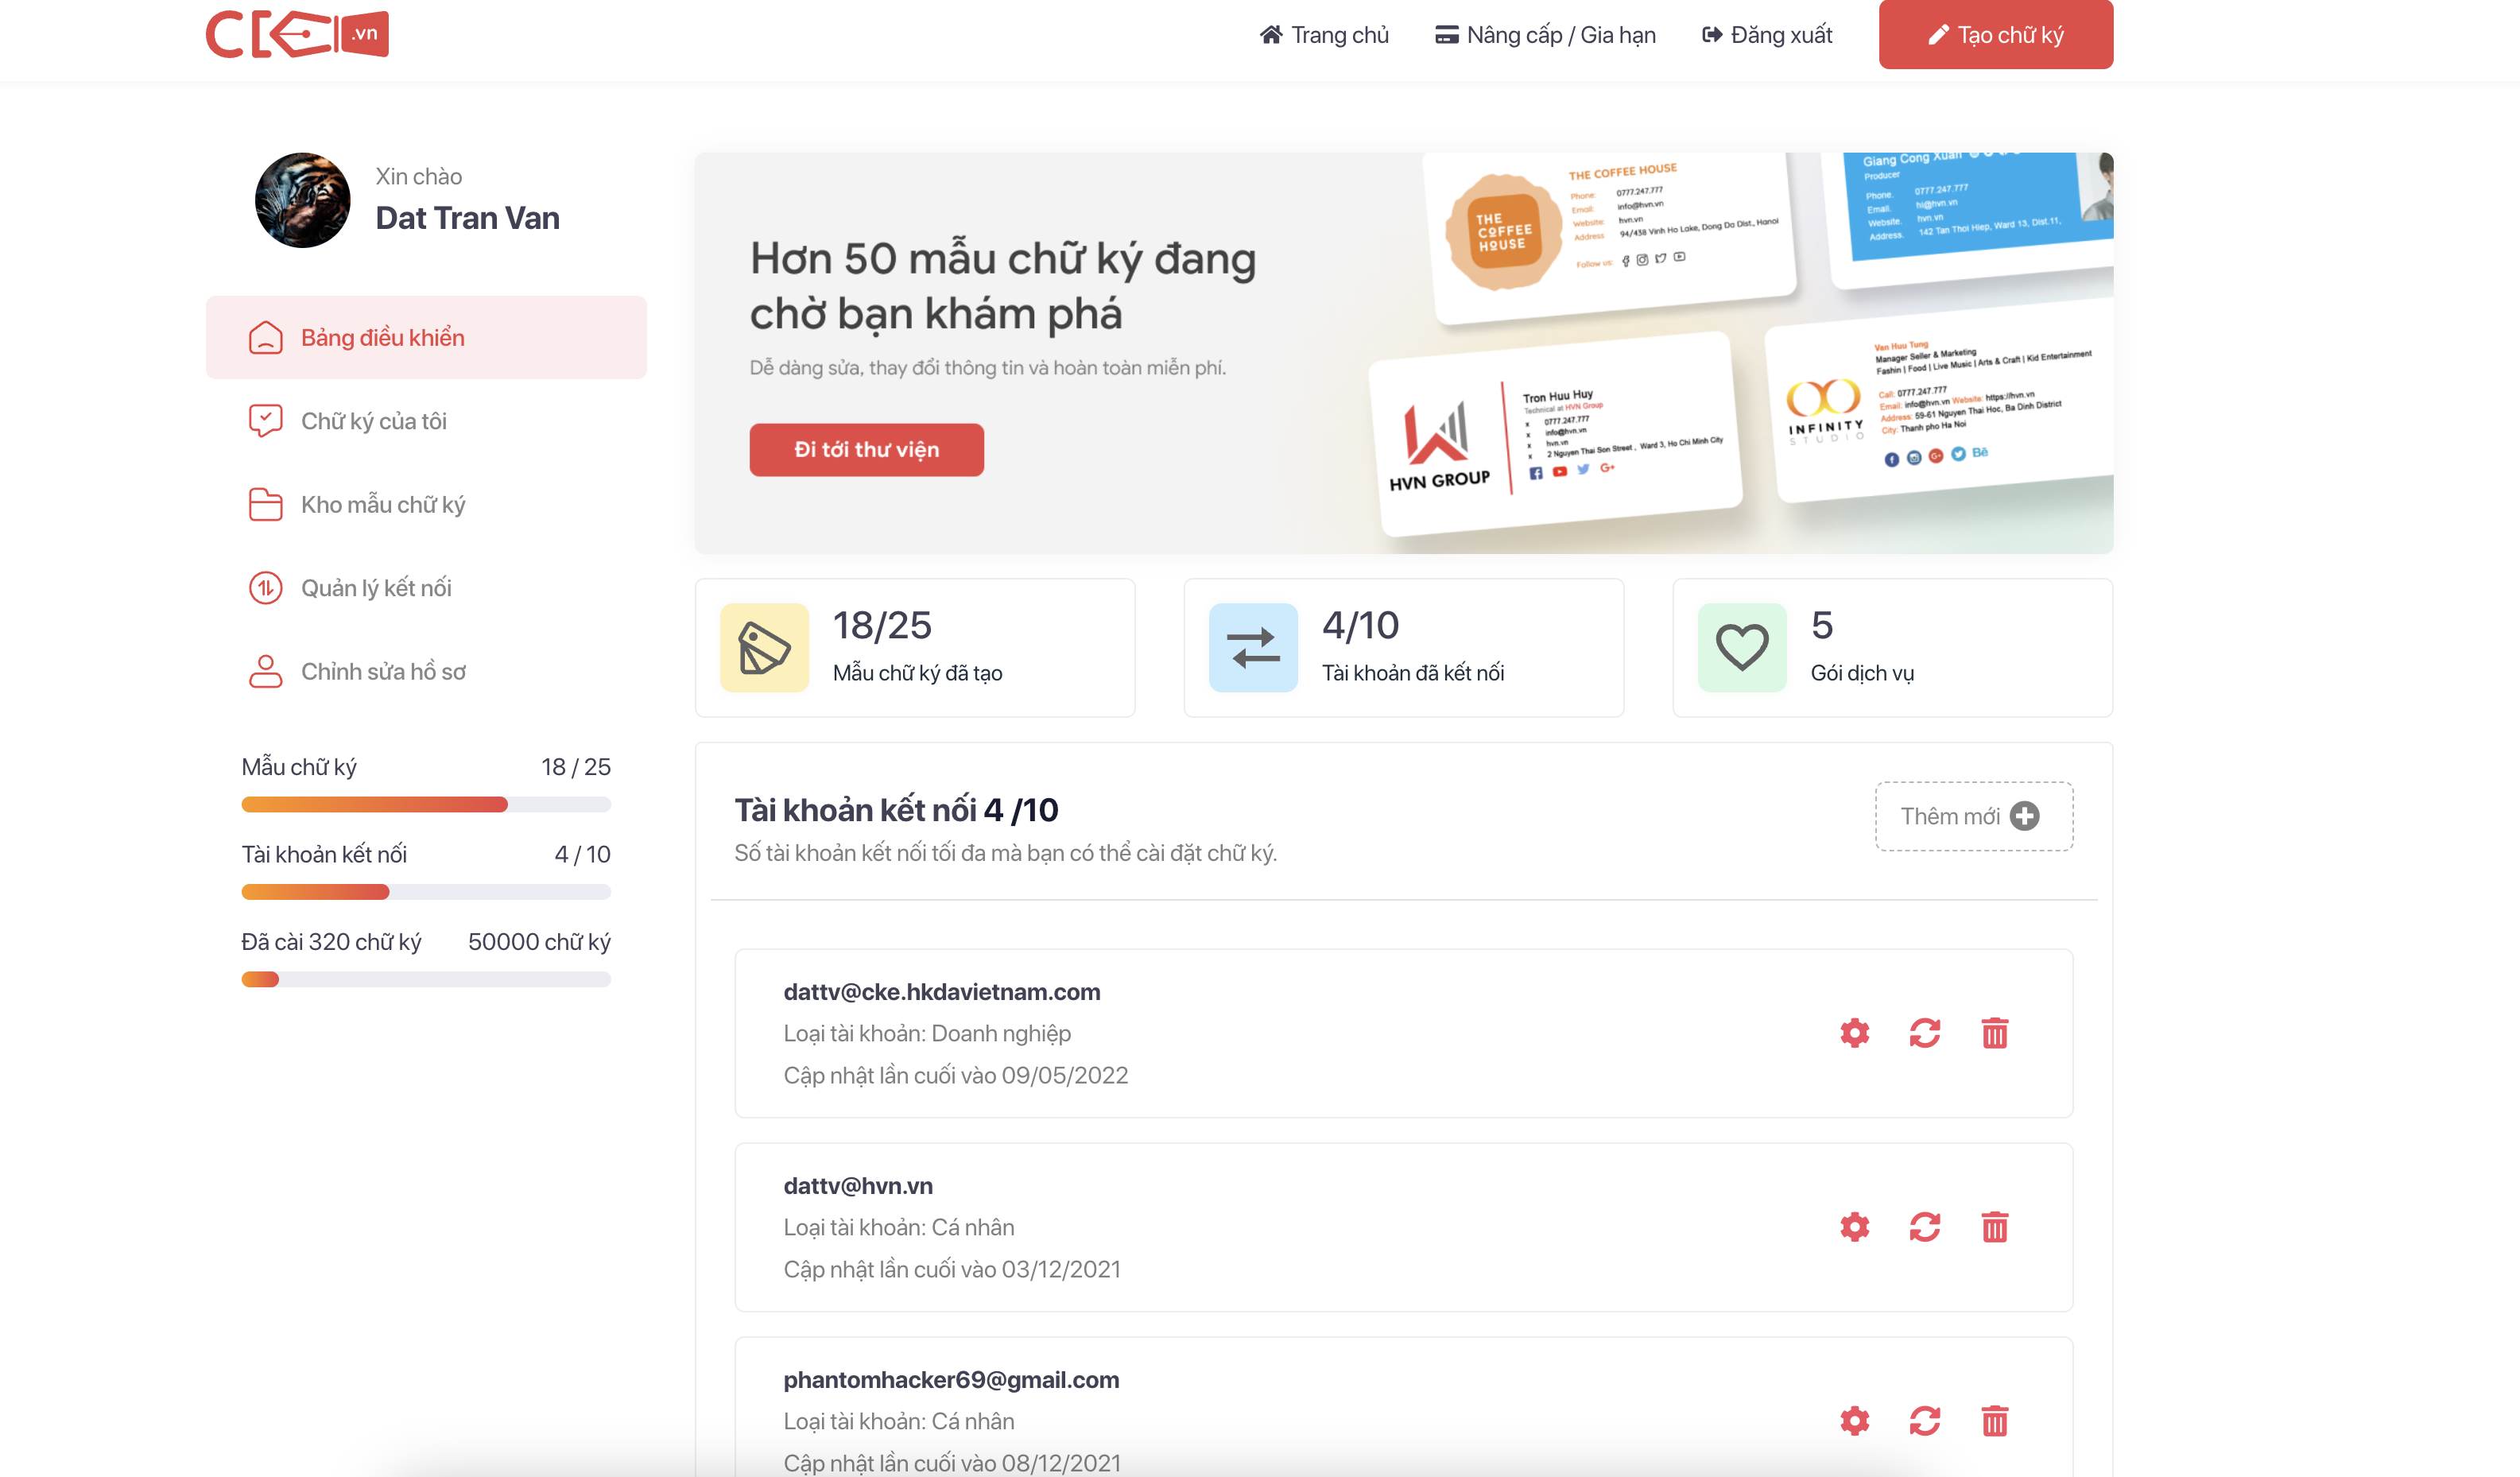 CKE .vn
Trang chủ
Nâng cấp / Gia hạn
Đăng xuất
Tạo chữ ký
Xin chào
Dat Tran Van
Bảng điều khiển
Chữ ký của tôi
Kho mẫu chữ ký
Quản lý kết nối
Chỉnh sửa hồ sơ
Mẫu chữ ký 18 / 25
Tài khoản kết nối 4 / 10
Đã cài 320 chữ ký 50000 chữ ký
Hơn 50 mẫu chữ ký đang
chờ bạn khám phá
Dễ dàng sửa, thay đổi thông tin và hoàn toàn miễn phí.
Đi tới thư viện
THE
COFFEE
HOUSE
THE COFFEE HOUSE
Phone: 0777.247.777
Email: info@hvn.vn
Website: hvn.vn
Address 94/438 Vinh Ho Lake, Dong Do Dist., Hanoi
Follow us:
Giang Cong Xuan
Producer
Phone. 0777.247.777
Email. hi@hvn.vn
Website. hvn.vn
Address. 142 Tan Thoi Hiep, Ward 13, Dist.11,
HVN GROUP
Tron Huu Huy
Technical at HVN Group
x 0777.247.777
x info@hvn.vn
x hvn.vn
x 2 Nguyen Thai Son Street , Ward 3, Ho Chi Minh City
INFINITY
STUDIO
Van Huu Tong
Manager Seller & Marketing
Fashin | Food | Live Music | Arts & Craft | Kid Entertainment
Call: 0777.247.777
Email: info@hvn.vn Website: https://hvn.vn
Address: 59-61 Nguyen Thai Hoc, Ba Dinh District
City: Thanh pho Ha Noi
18/25
Mẫu chữ ký đã tạo
4/10
Tài khoản đã kết nối
5
Gói dịch vụ
Tài khoản kết nối 4 /10
Số tài khoản kết nối tối đa mà bạn có thể cài đặt chữ ký.
Thêm mới
dattv@cke.hkdavietnam.com
Loại tài khoản: Doanh nghiệp
Cập nhật lần cuối vào 09/05/2022
dattv@hvn.vn
Loại tài khoản: Cá nhân
Cập nhật lần cuối vào 03/12/2021
phantomhacker69@gmail.com
Loại tài khoản: Cá nhân
Cập nhật lần cuối vào 08/12/2021